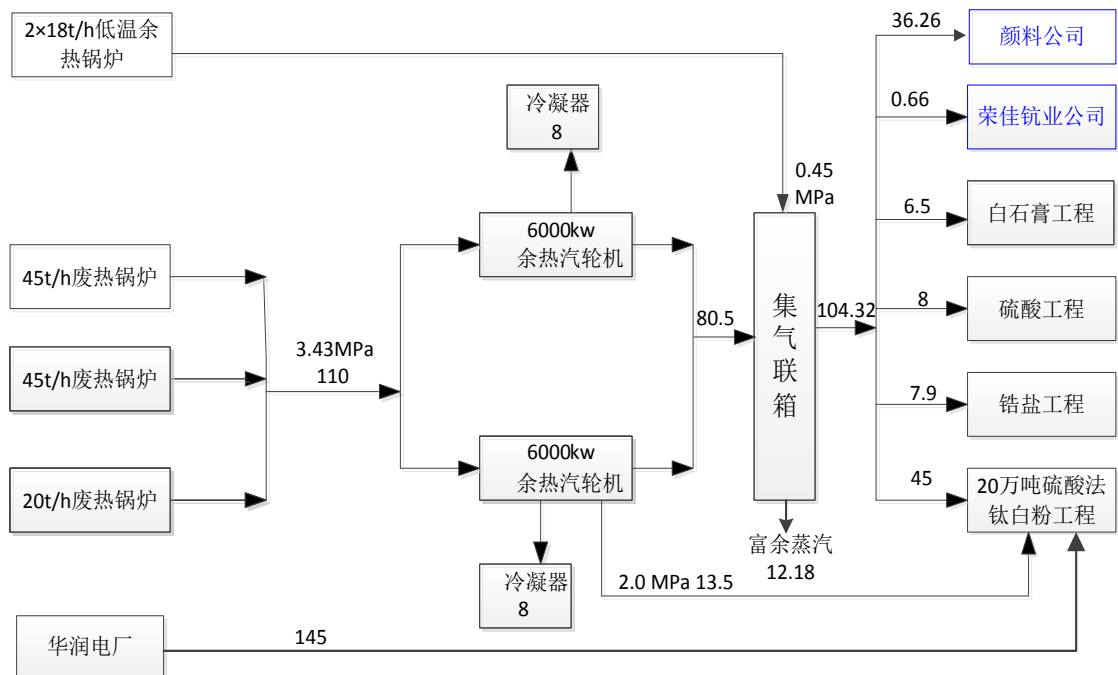 2×18t/h低温余
热锅炉
36.26
颜料公司
冷凝器
8
0.66
荣佳钪业公司
0.45
MPa
6000kw
余热汽轮机
6.5
白石膏工程
45t/h废热锅炉
80.5
集
气
联
箱
104.32
8
硫酸工程
3.43MPa
110
45t/h废热锅炉
7.9
锆盐工程
6000kw
余热汽轮机
20t/h废热锅炉
45
20万吨硫酸法
钛白粉工程
富余蒸汽
12.18
冷凝器
8
2.0 MPa 13.5
华润电厂
145